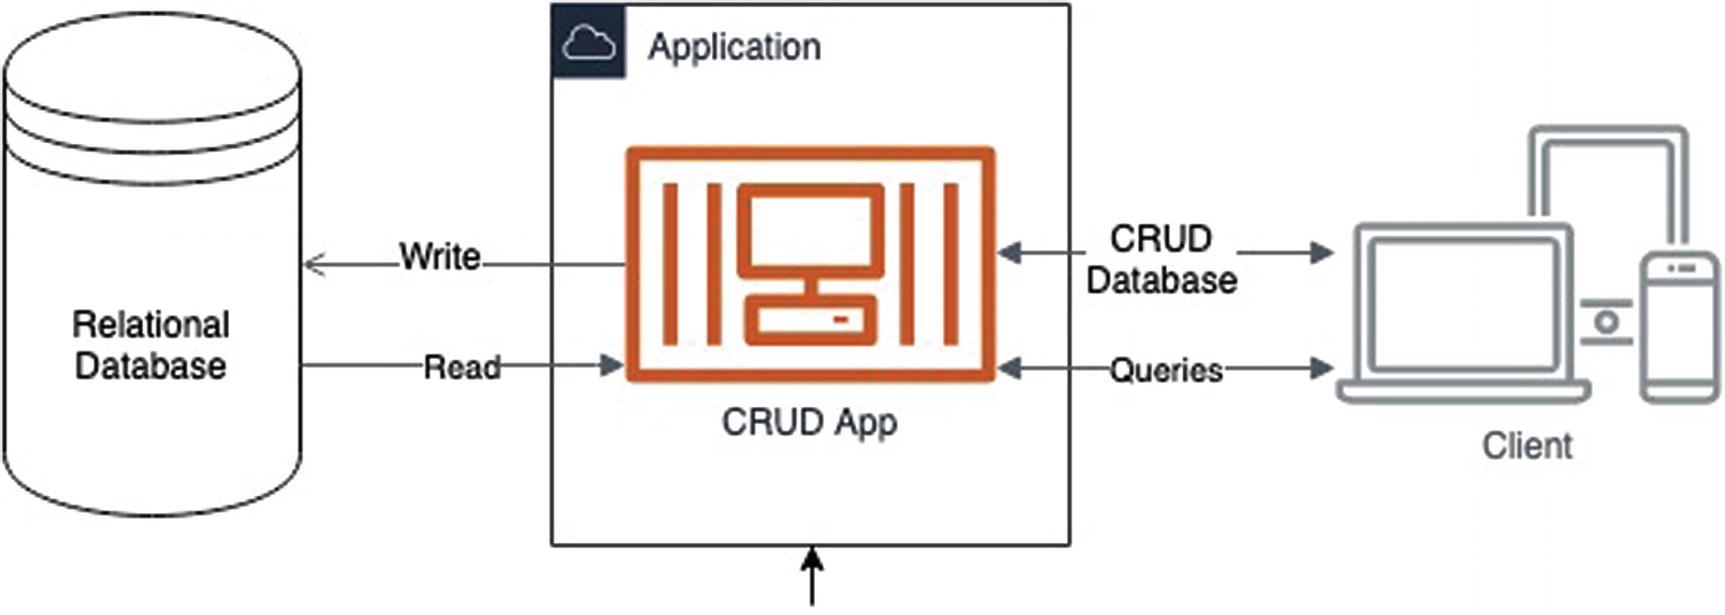 Application
Write
CRUD
Database
Relational
Database
Read
Queries
CRUD App
Client